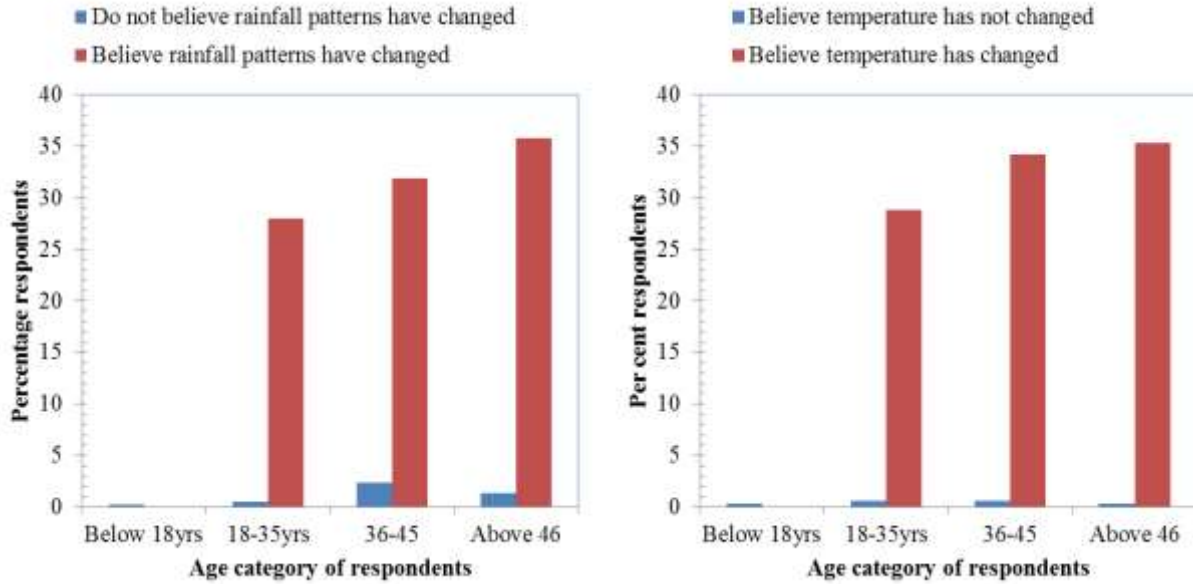 Do not believe rainfall patterns have changed
Believe rainfall patterns have changed
40
35
30
25
20
15
10
5
0
Percentage respondents
Below 18yrs 18-35yrs 36-45 Above 46
Age category of respondents
Believe temperature has not changed
Believe temperature has changed
40
35
30
25
20
15
10
5
0
Per cent respondents
Below 18yrs 18-35yrs 36-45 Above 46
Age category of respondents